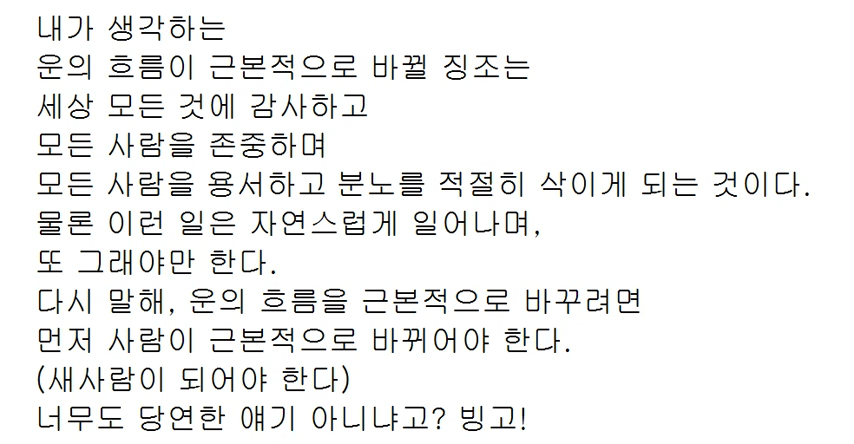 내가 생각하는
운의 흐름이 근본적으로 바뀔 징조는
세상 모든 것에 감사하고
모든 사람을 존중하며
모든 사람을 용서하고 분노를 적절히 삭이게 되는 것이다.
물론 이런 일은 자연스럽게 일어나며,
또 그래야만 한다.
다시 말해, 운의 흐름을 근본적으로 바꾸려면
먼저 사람이 근본적으로 바뀌어야 한다.
(새사람이 되어야 한다)
너무도 당연한 얘기 아니냐고? 빙고!